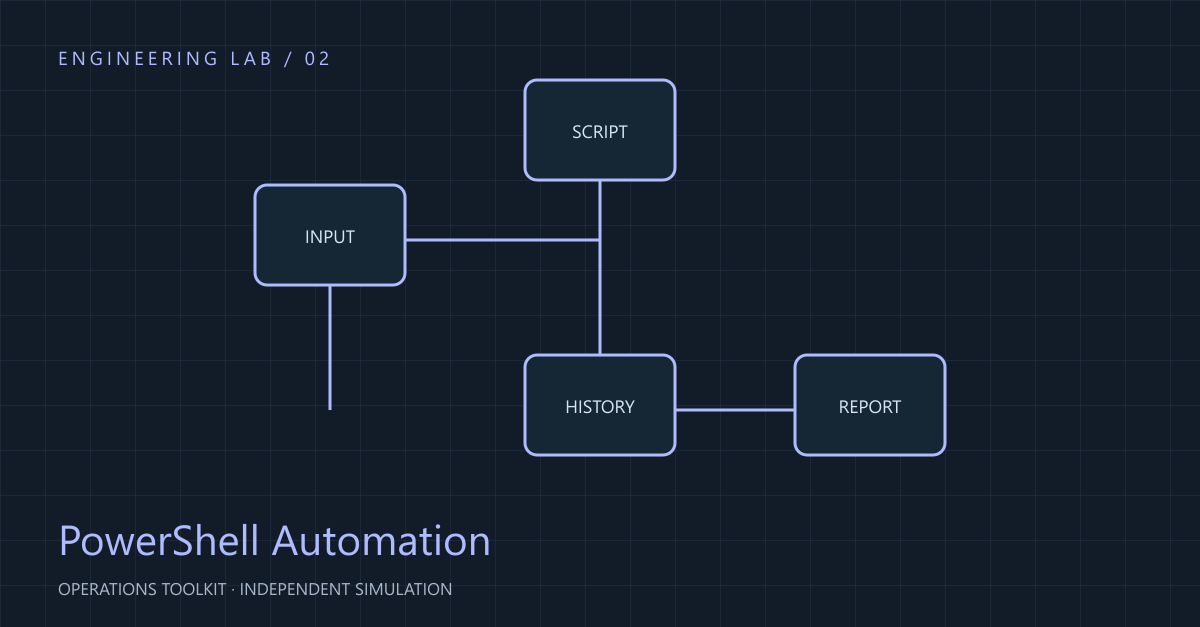 ENGINEERING LAB / 02
SCRIPT
INPUT
HISTORY
REPORT
PowerShell Automation
OPERATIONS TOOLKIT · INDEPENDENT SIMULATION